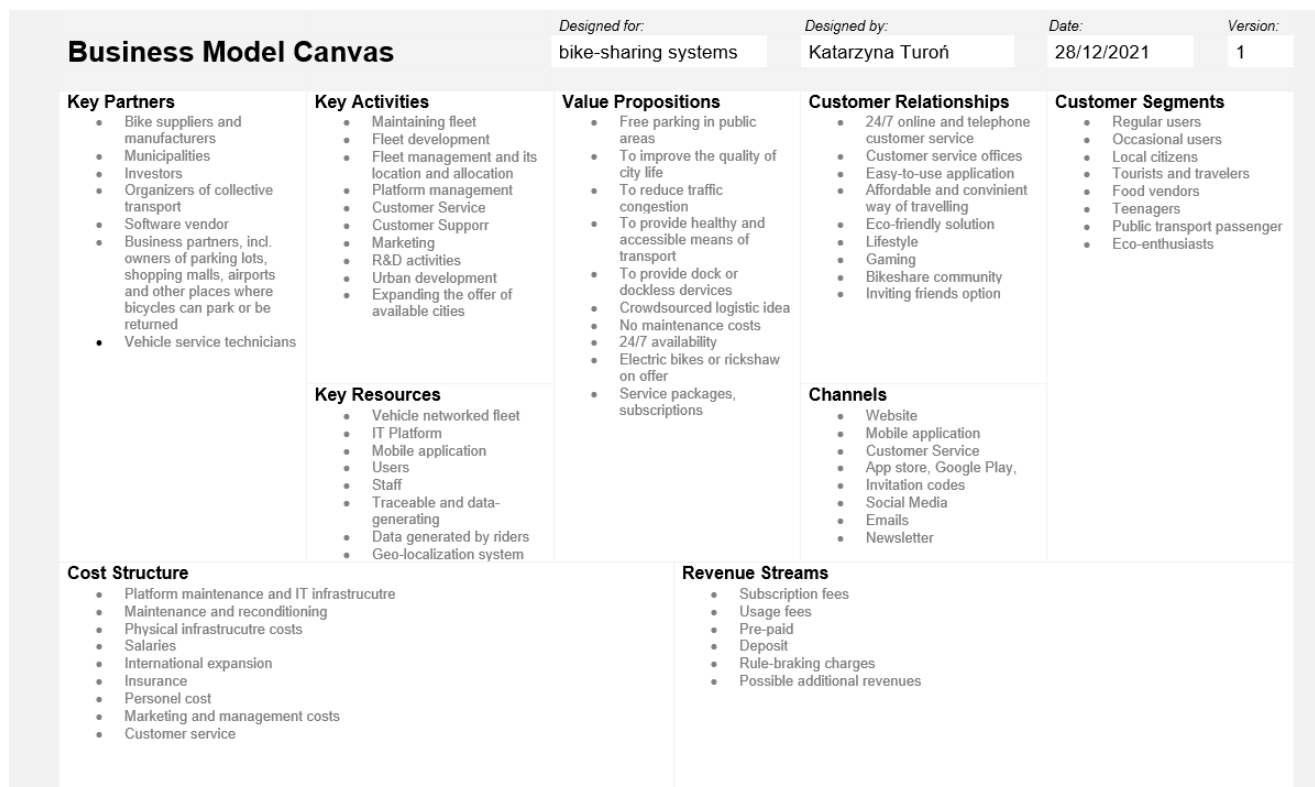 Designed for:
Designed by:
Date:
Version:
Business Model Canvas
bike-sharing systems
Katarzyna Turoń
28/12/2021
1
Key Partners
Bike suppliers and
manufacturers
Municipalities
Investors
Organizers of collective
transport
Software vendor
Business partners, incl.
owners of parking lots,
shopping malls, airports
and other places where
bicycles can park or be
returned
Vehicle service technicians
Key Activities
Maintaining fleet
Fleet development
Fleet management and its
location and allocation
Platform management
Customer Service
Customer Supporr
Marketing
R&D activities
Urban development
Expanding the offer of
available cities
Key Resources
Vehicle networked fleet
IT Platform
Mobile application
Users
Staff
Traceable and data-
generating
Data generated by riders
Geo-localization system
Value Propositions
Free parking in public
areas
To improve the quality of
city life
To reduce traffic
congestion
To provide healthy and
accessible means of
transport
To provide dock or
dockless dervices
Crowdsourced logistic idea
No maintenance costs
24/7 availability
Electric bikes or rickshaw
on offer
Service packages,
subscriptions
Customer Relationships
24/7 online and telephone
customer service
Customer service offices
Easy-to-use application
Affordable and convinient
way of travelling
Eco-friendly solution
Lifestyle
Gaming
Bikeshare community
Inviting friends option
Channels
Website
Mobile application
Customer Service
App store, Google Play,
Invitation codes
Social Media
Emails
Newsletter
Customer Segments
Regular users
Occasional users
Local citizens
Tourists and travelers
Food vendors
Teenagers
Public transport passenger
Eco-enthusiasts
Cost Structure
Platform maintenance and IT infrastrucutre
Maintenance and reconditioning
Physical infrastrucutre costs
Salaries
International expansion
Insurance
Personel cost
Marketing and management costs
Customer service
Revenue Streams
Subscription fees
Usage fees
Pre-paid
Deposit
Rule-braking charges
Possible additional revenues